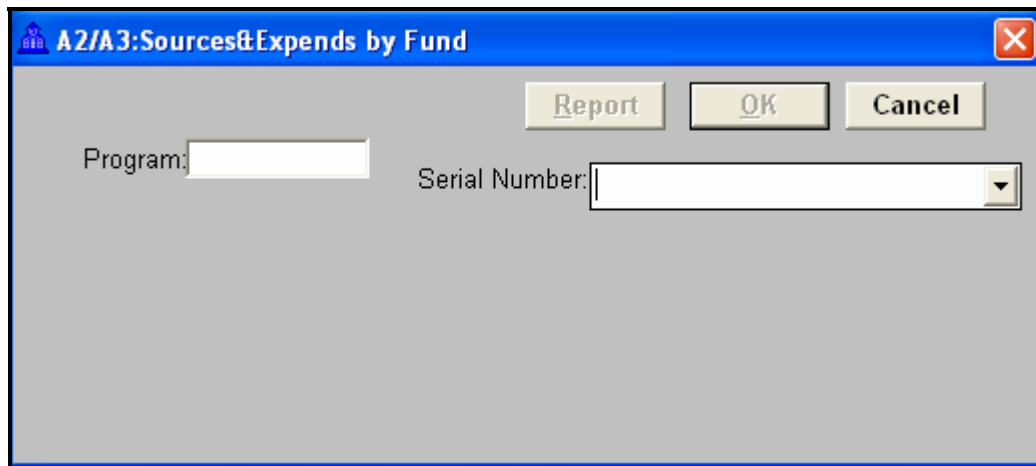 A2/A3:Sources&Expends by Fund
Report OK Cancel
Program:
Serial Number: